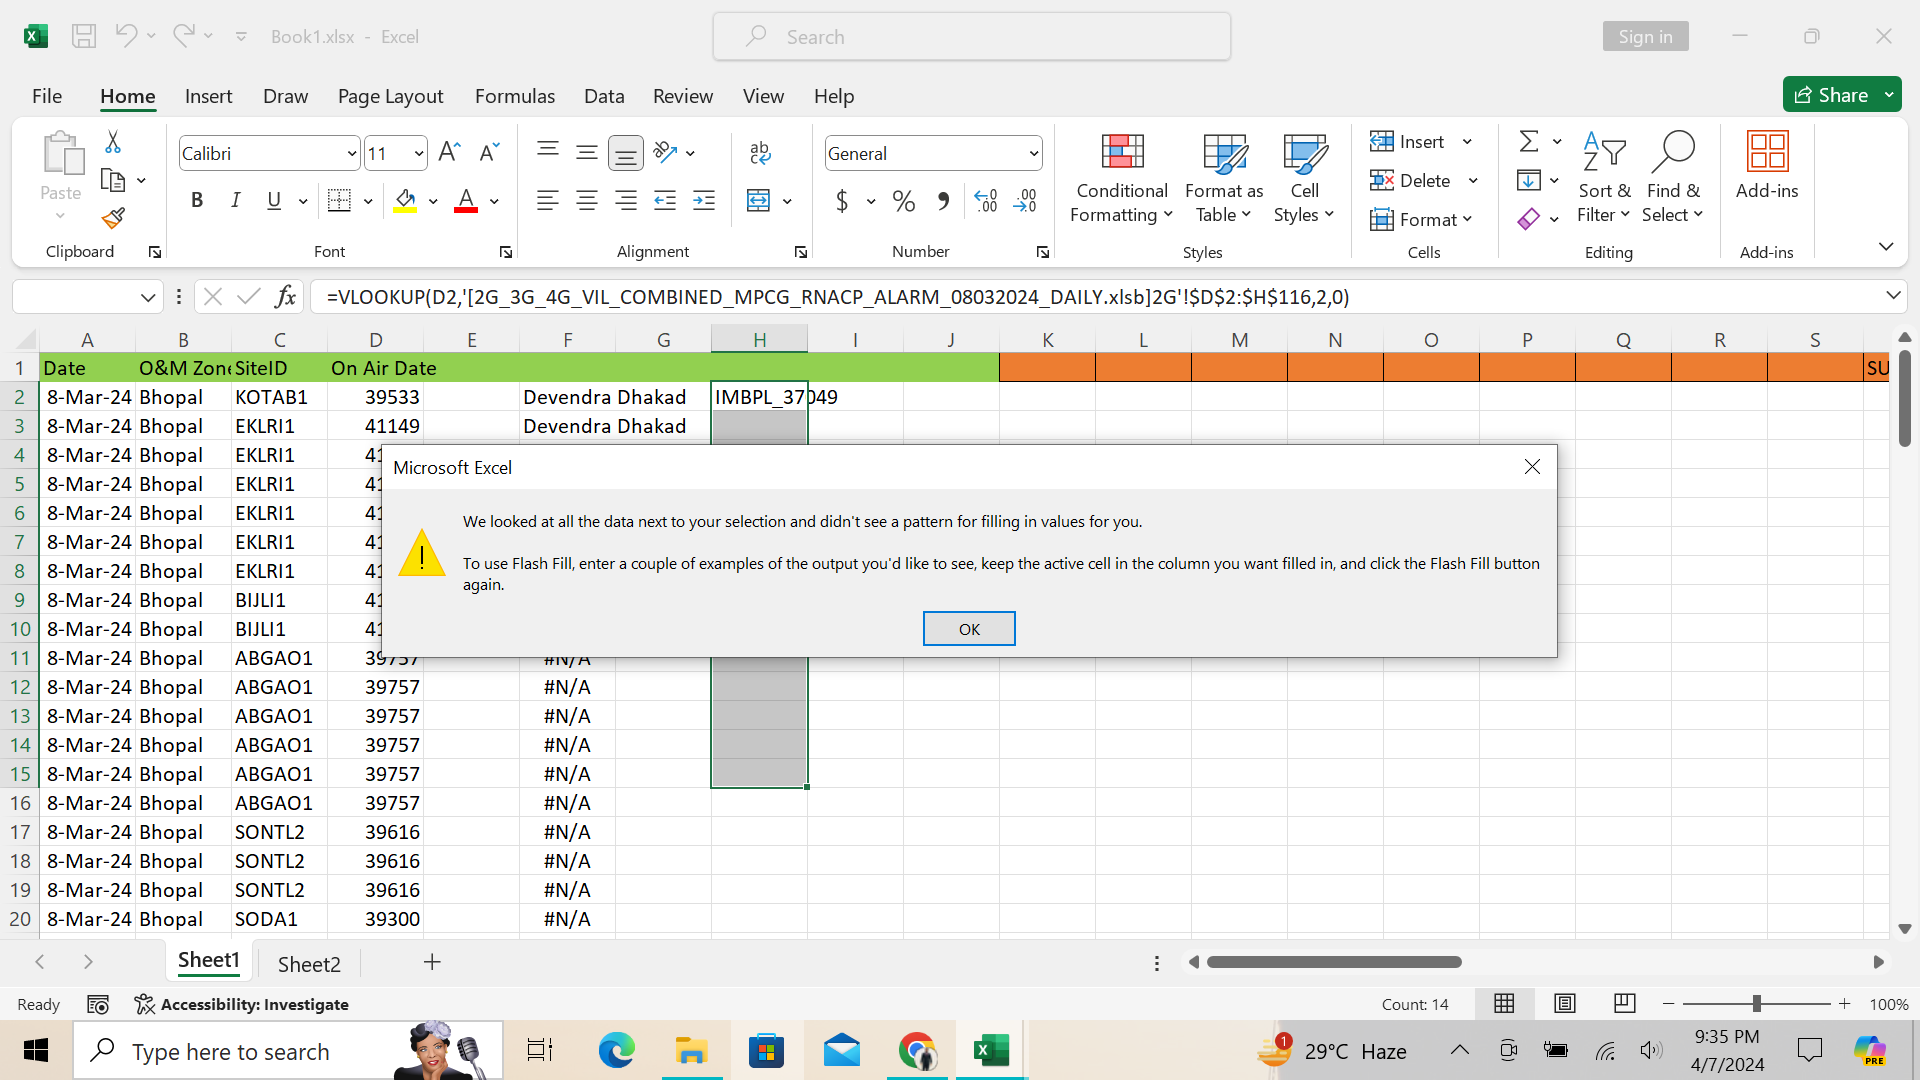 Book1.xlsx - Excel
Search
Sign in
File Home Insert Draw Page Layout Formulas Data Review View Help
Share
Paste
Clipboard
Calibri 11
B I U
Font
Alignment
General
$ % 
Number
Conditional Formatting
Format as Table
Cell Styles
Styles
Insert
Delete
Format
Cells
Sort & Filter
Find & Select
Editing
Add-ins
Add-ins
fx =VLOOKUP(D2,'[2G_3G_4G_VIL_COMBINED_MPCG_RNACP_ALARM_08032024_DAILY.xlsb]2G'!$D$2:$H$116,2,0)
A B C D E F G H I J K L M N O P Q R S
1 Date O&M Zone SiteID On Air Date SU
2 8-Mar-24 Bhopal KOTAB1 39533 Devendra Dhakad IMBPL_37049
3 8-Mar-24 Bhopal EKLRI1 41149 Devendra Dhakad
4 8-Mar-24 Bhopal EKLRI1 41
5 8-Mar-24 Bhopal EKLRI1 41
6 8-Mar-24 Bhopal EKLRI1 41
7 8-Mar-24 Bhopal EKLRI1 41
8 8-Mar-24 Bhopal EKLRI1 41
9 8-Mar-24 Bhopal BIJLI1 41
10 8-Mar-24 Bhopal BIJLI1 41
11 8-Mar-24 Bhopal ABGAO1 39757 #N/A
12 8-Mar-24 Bhopal ABGAO1 39757 #N/A
13 8-Mar-24 Bhopal ABGAO1 39757 #N/A
14 8-Mar-24 Bhopal ABGAO1 39757 #N/A
15 8-Mar-24 Bhopal ABGAO1 39757 #N/A
16 8-Mar-24 Bhopal ABGAO1 39757 #N/A
17 8-Mar-24 Bhopal SONTL2 39616 #N/A
18 8-Mar-24 Bhopal SONTL2 39616 #N/A
19 8-Mar-24 Bhopal SONTL2 39616 #N/A
20 8-Mar-24 Bhopal SODA1 39300 #N/A
Microsoft Excel
We looked at all the data next to your selection and didn't see a pattern for filling in values for you.
To use Flash Fill, enter a couple of examples of the output you'd like to see, keep the active cell in the column you want filled in, and click the Flash Fill button
again.
OK
Sheet1 Sheet2
Ready Accessibility: Investigate Count: 14 100%
Type here to search
1
29°C Haze
9:35 PM
4/7/2024
PRE